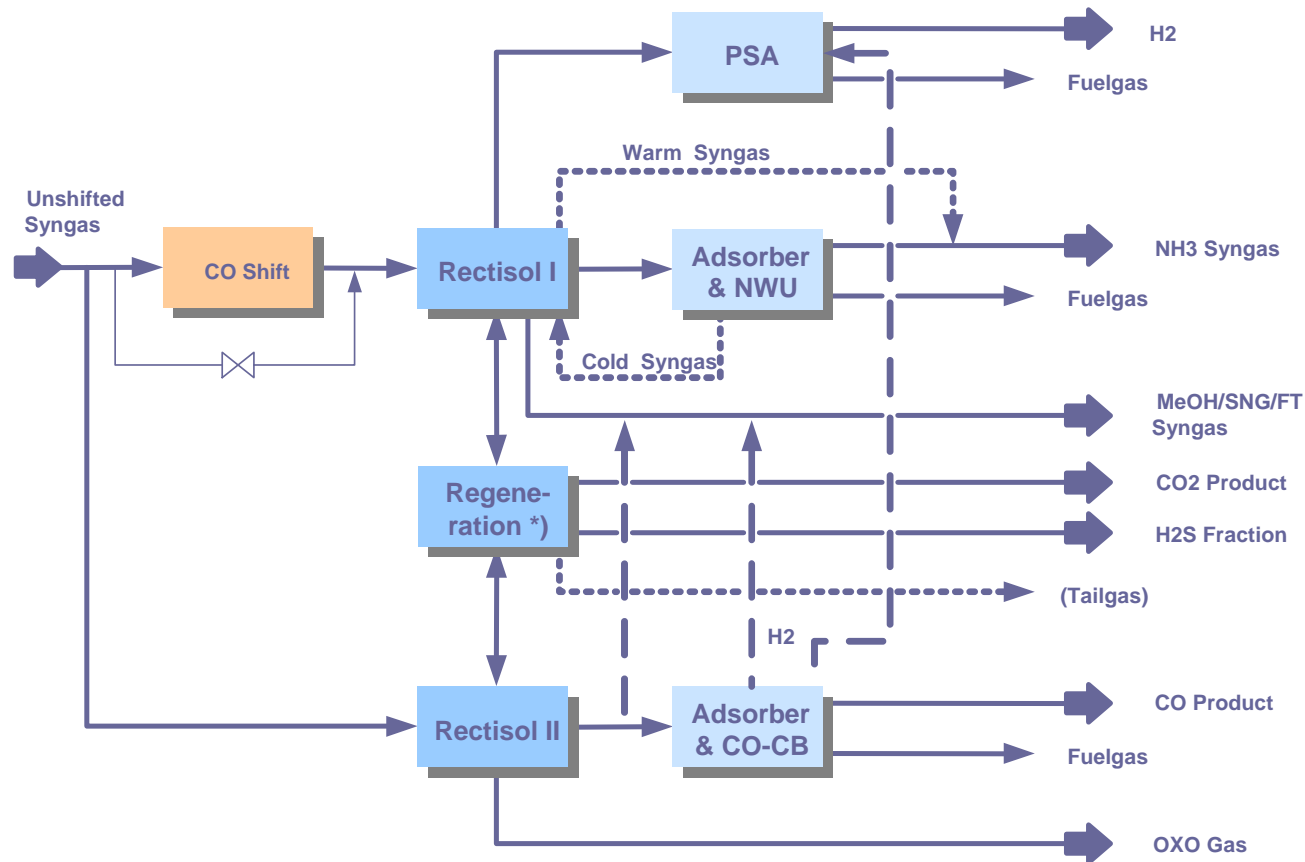 H2
PSA
Fuelgas
Warm Syngas
Unshifted
Syngas
CO Shift
Rectisol I
Adsorber
& NWU
NH3 Syngas
Fuelgas
Cold Syngas
MeOH/SNG/FT
Syngas
Regene-
ration *)
CO2 Product
H2S Fraction
(Tailgas)
H2
Rectisol II
Adsorber
& CO-CB
CO Product
Fuelgas
OXO Gas